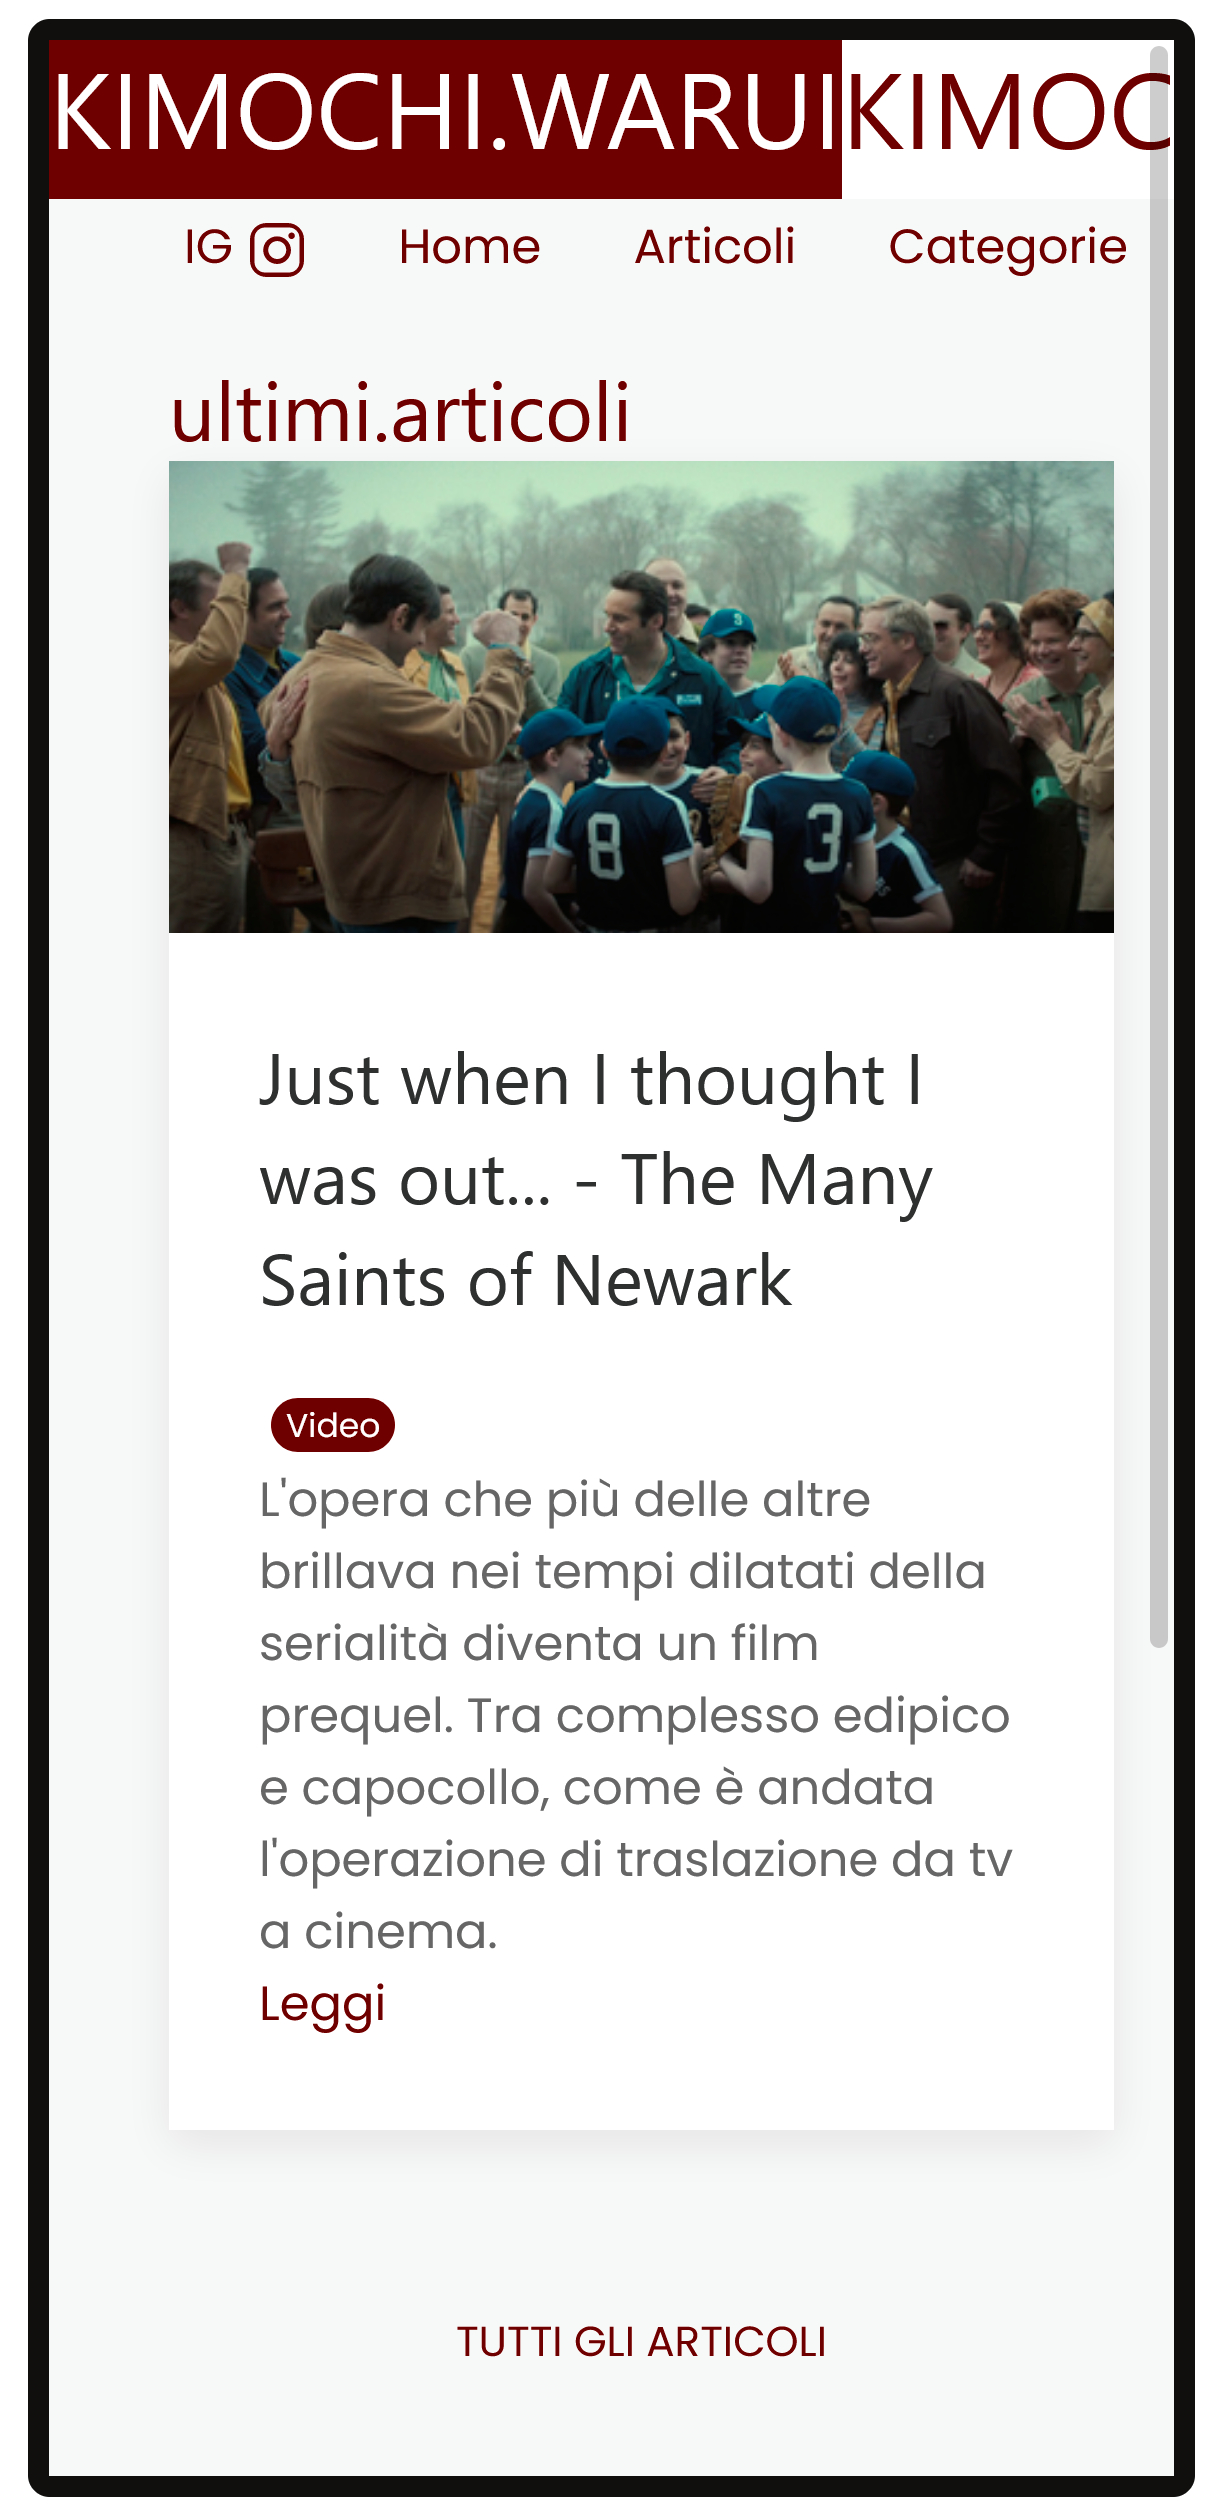 KIMOCHI.WARUIKIMOC
IG Home Articoli Categorie
ultimi.articoli
S
8
3
Just when I thought I
was out... - The Many
Saints of Newark
Video
L'opera che più delle altre
brillava nei tempi dilatati della
serialità diventa un film
prequel. Tra complesso edipico
e capocollo, come è andata
l'operazione di traslazione da tv
a cinema.
Leggi
TUTTI GLI ARTICOLI